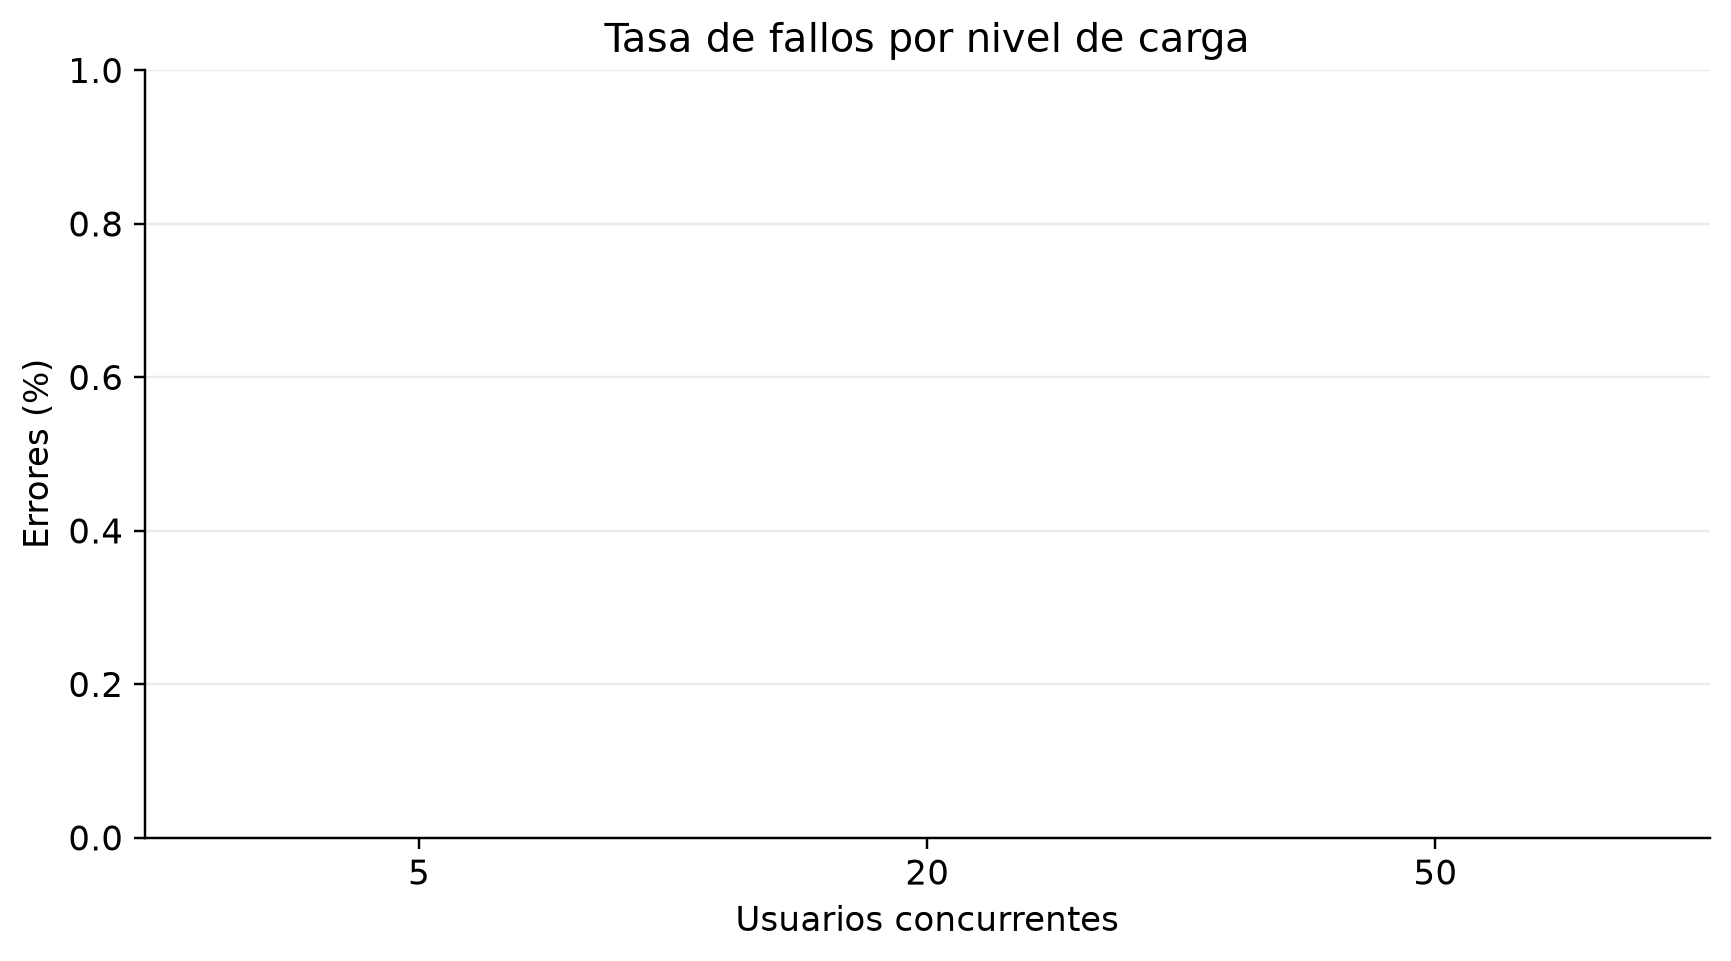 Tasa de fallos por nivel de carga
1.0
0.8
0.6
0.4
0.2
0.0
Errores (%)
5 20 50
Usuarios concurrentes